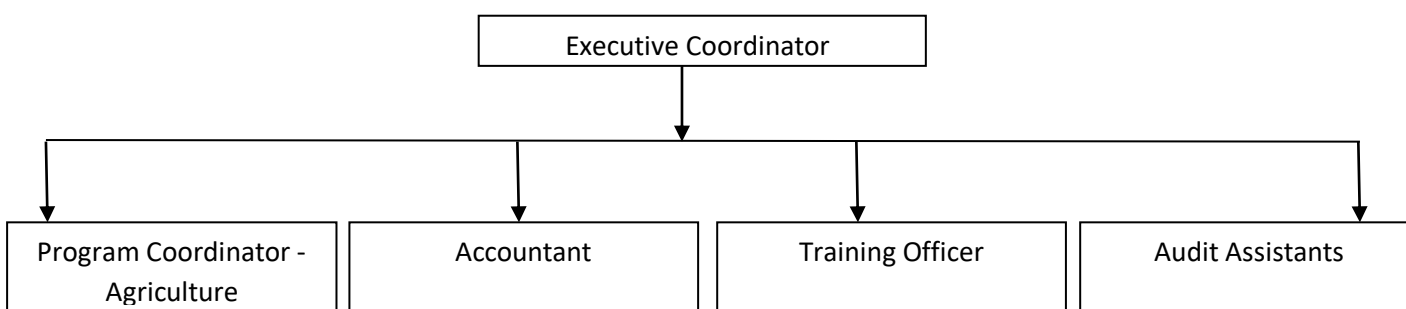 Executive Coordinator
Program Coordinator -
Agriculture
Accountant
Training Officer
Audit Assistants